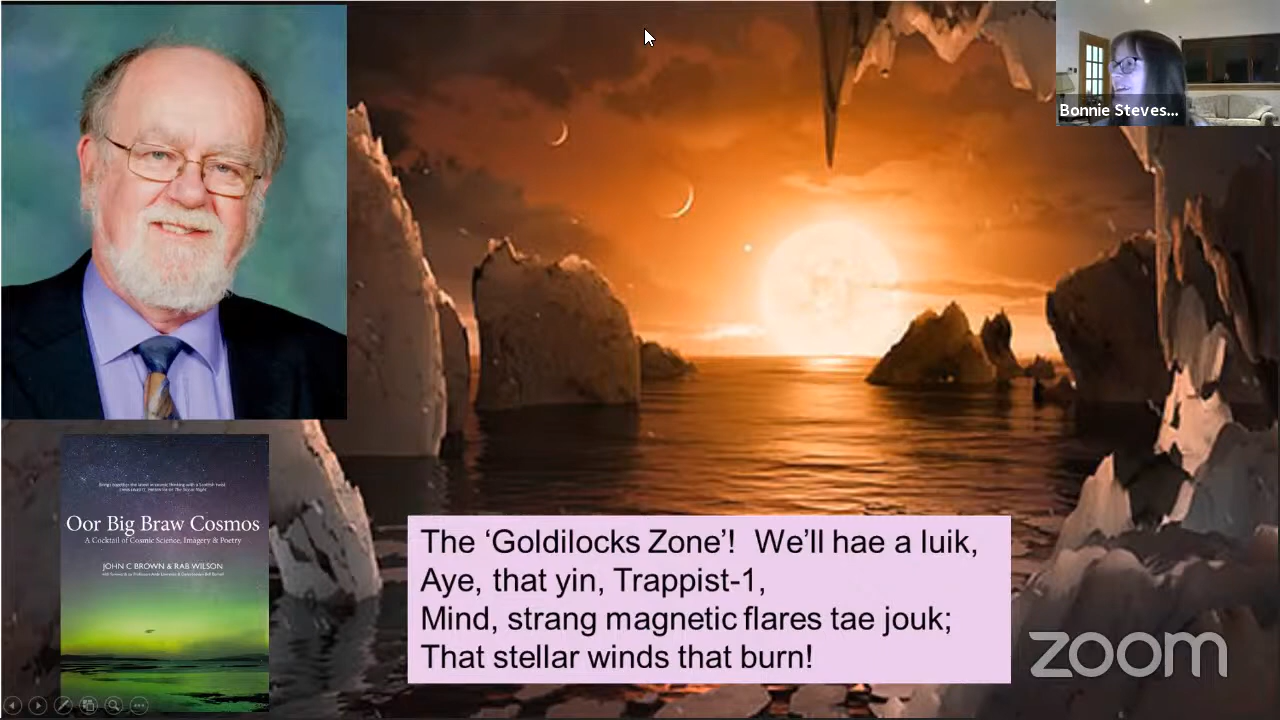 Bonnie Steves...
Oor Big Braw Cosmos
A Cocktail of Cosmic Science, Imagery & Poetry
JOHN C BROWN & RAB WILSON
The ‘Goldilocks Zone’!  We’ll hae a luik,
Aye, that yin, Trappist-1,
Mind, strang magnetic flares tae jouk;
That stellar winds that burn!
zoom